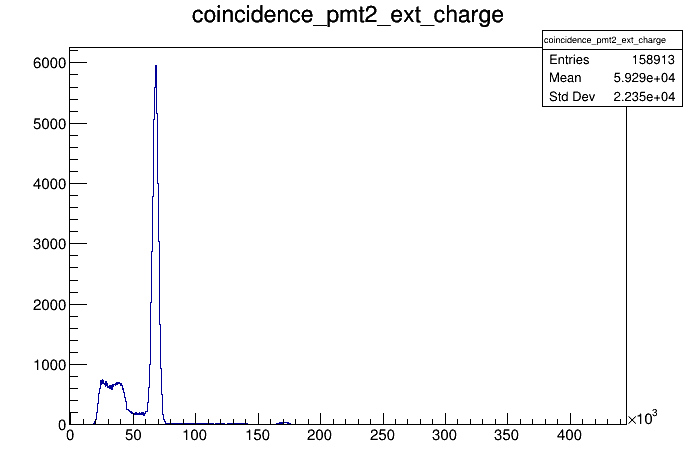 coincidence_pmt2_ext_charge
coincidence_pmt2_ext_charge
Entries 158913
Mean 5.929e+04
Std Dev 2.235e+04
6000
5000
4000
3000
2000
1000
0
0 50 100 150 200 250 300 350 400
×10³